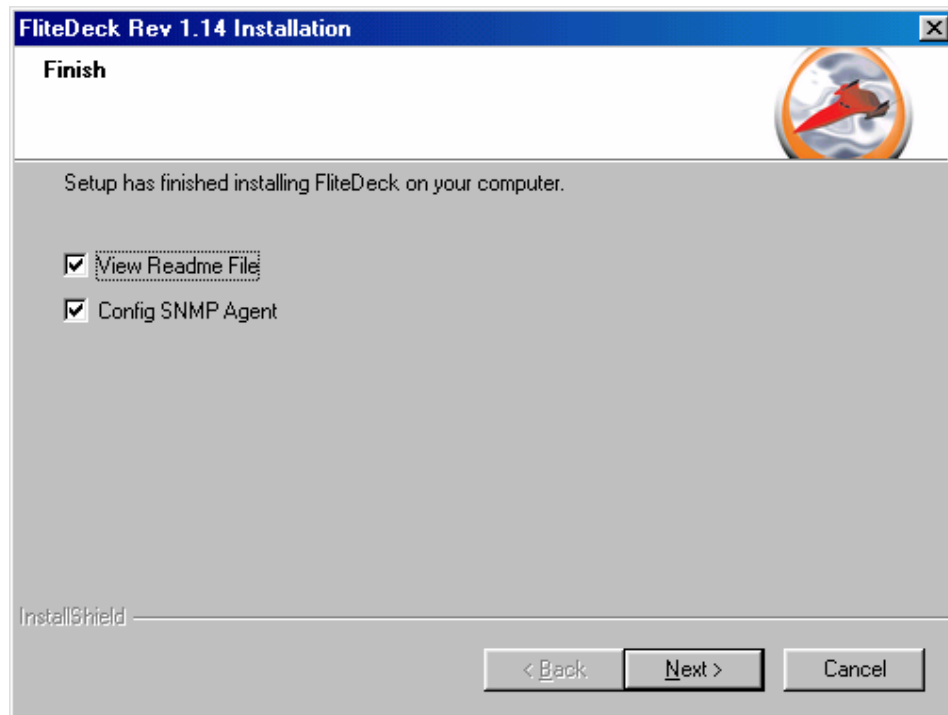 FliteDeck Rev 1.14 Installation
Finish
Setup has finished installing FliteDeck on your computer.
View Readme File
Config SNMP Agent
InstallShield
< Back
Next >
Cancel